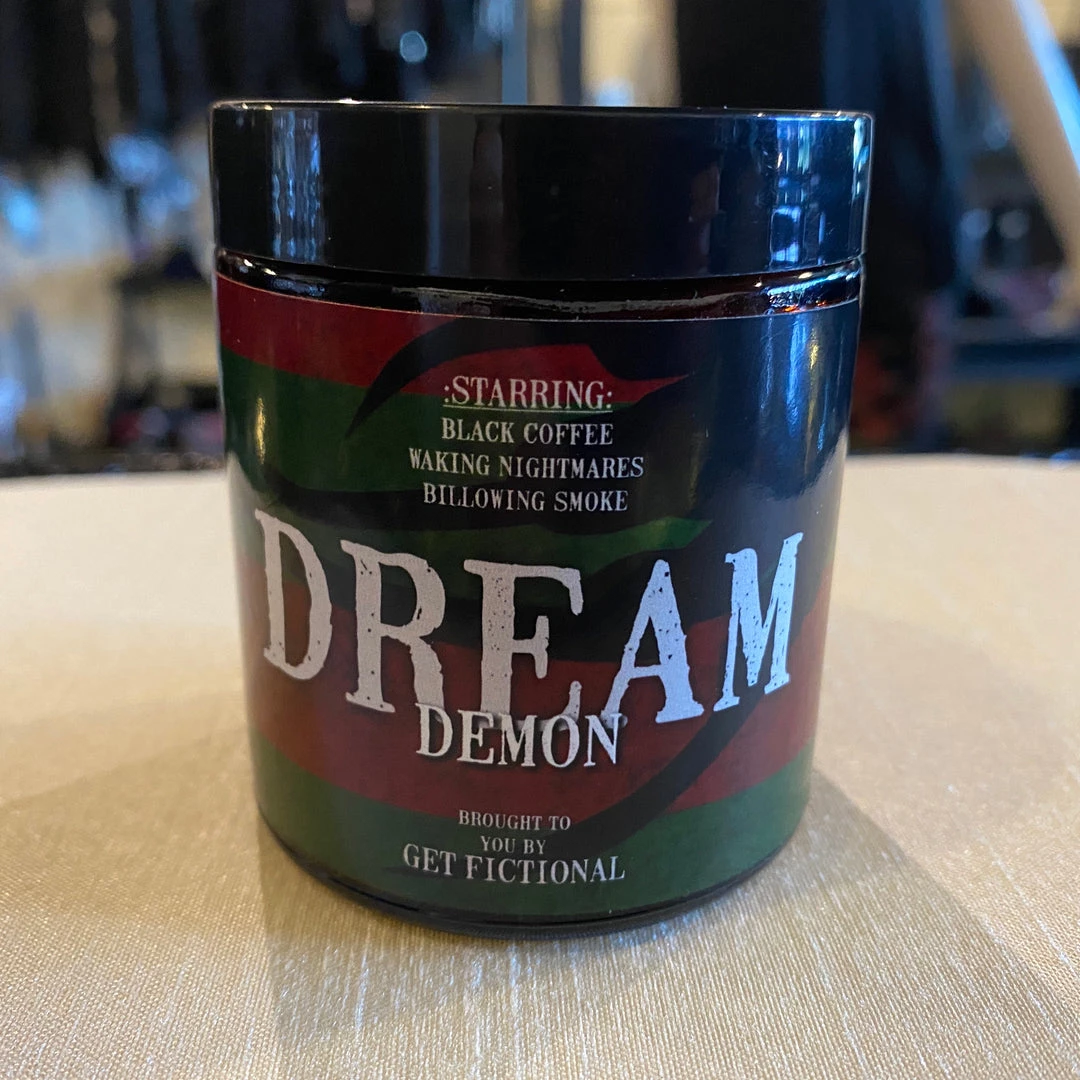 :STARRING:
BLACK COFFEE
WAKING NIGHTMARES
BILLOWING SMOKE
DREAM
DEMON
BROUGHT TO
YOU BY
GET FICTIONAL